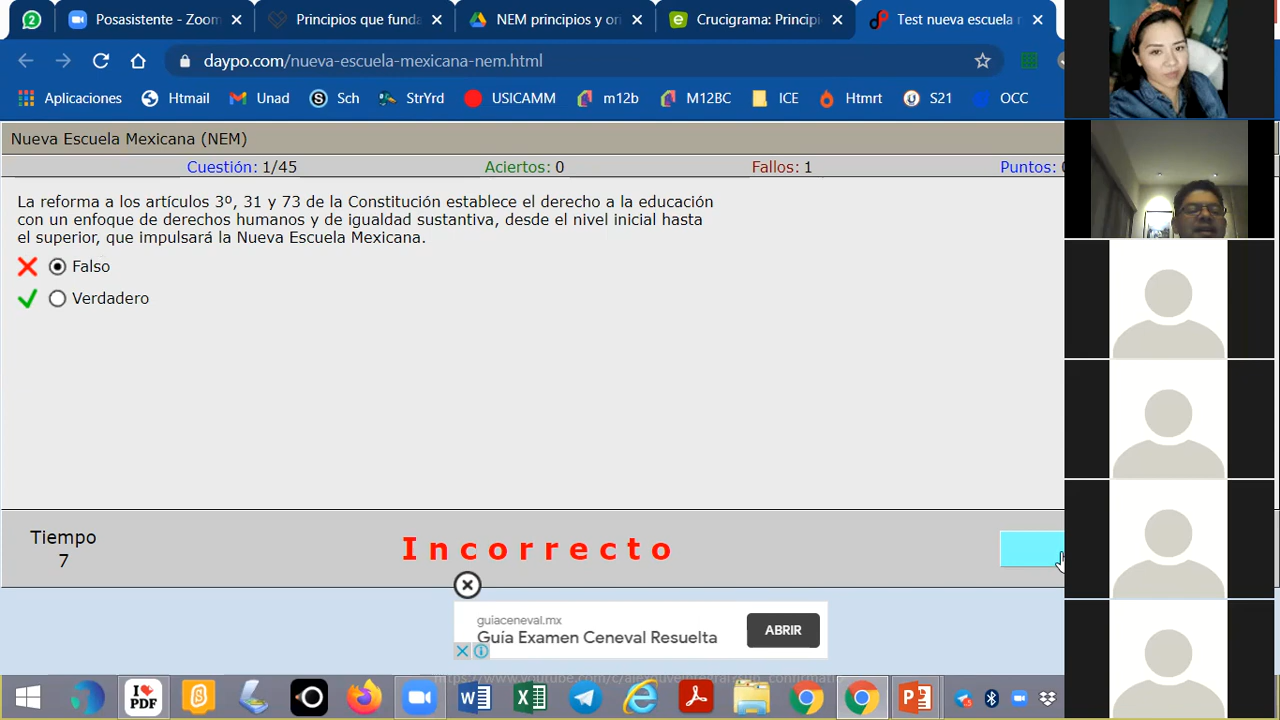 Posasistente - Zoom
Principios que funda
NEM principios y or
Crucigrama: Principi
Test nueva escuela
daypo.com/nueva-escuela-mexicana-nem.html
Aplicaciones Htmail Unad Sch StrYrd USICAMM m12b M12BC ICE Htmrt S21 OCC
Nueva Escuela Mexicana (NEM)
Cuestión: 1/45 Aciertos: 0 Fallos: 1 Puntos:
La reforma a los artículos 3º, 31 y 73 de la Constitución establece el derecho a la educación
con un enfoque de derechos humanos y de igualdad sustantiva, desde el nivel inicial hasta
el superior, que impulsará la Nueva Escuela Mexicana.
Falso
Verdadero
Tiempo
7
Incorrecto
guiaceneval.mx
Guía Examen Ceneval Resuelta
ABRIR
I PDF